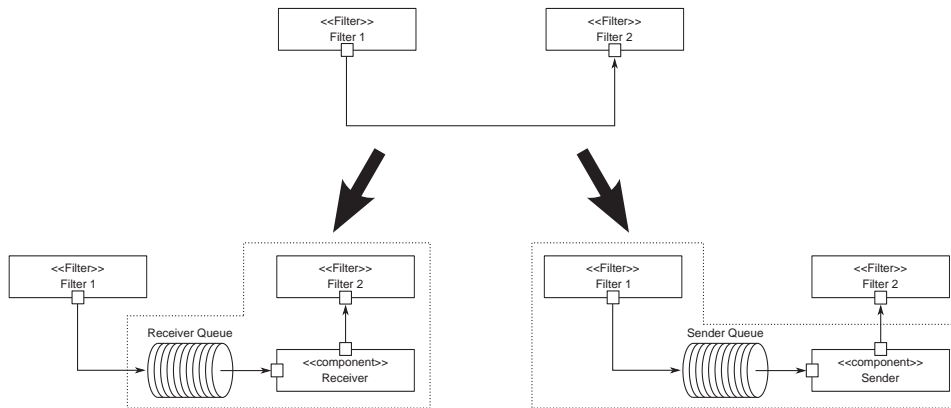 <<Filter>>
Filter 1
<<Filter>>
Filter 2
<<Filter>>
Filter 1
<<Filter>>
Filter 2
Receiver Queue
<<component>>
Receiver
<<Filter>>
Filter 1
<<Filter>>
Filter 2
Sender Queue
<<component>>
Sender